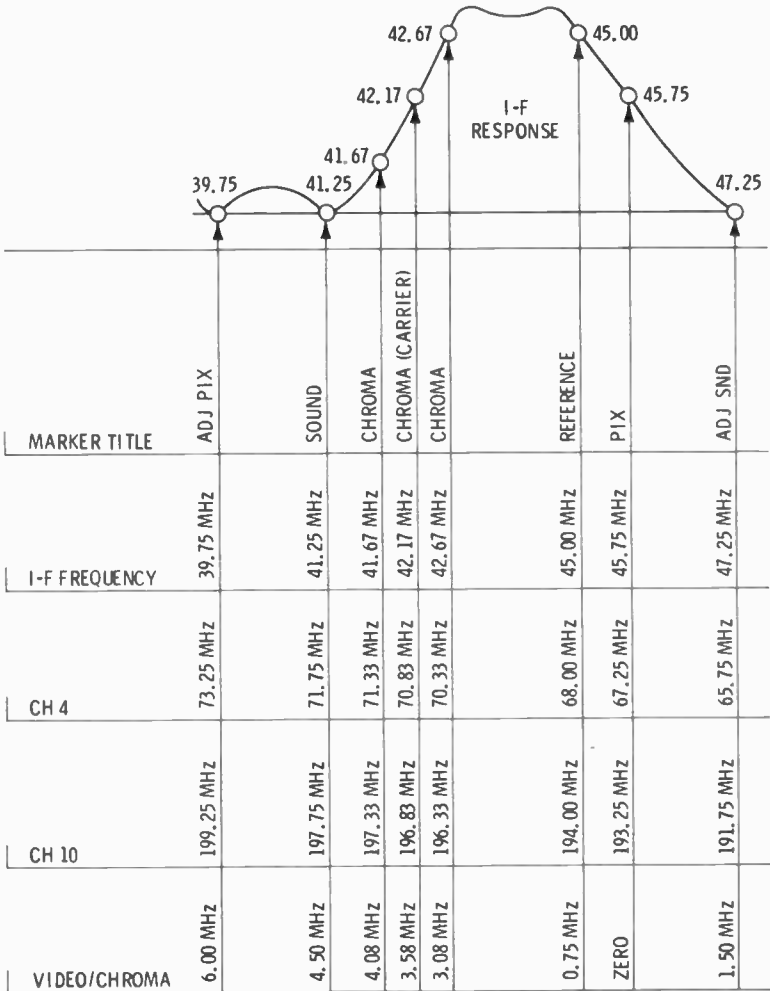 42.67
45.00
42.17
45.75
I-F
RESPONSE
41.67
39.75
41.25
47.25
MARKER TITLE
ADJ PIX
SOUND
CHROMA
CHROMA (CARRIER)
CHROMA
REFERENCE
PIX
ADJ SND
I-F FREQUENCY
39.75 MHz
41.25 MHz
41.67 MHz
42.17 MHz
42.67 MHz
45.00 MHz
45.75 MHz
47.25 MHz
CH 4
73.25 MHz
71.75 MHz
71.33 MHz
70.83 MHz
70.33 MHz
68.00 MHz
67.25 MHz
65.75 MHz
CH 10
199.25 MHz
197.75 MHz
197.33 MHz
196.83 MHz
196.33 MHz
194.00 MHz
193.25 MHz
191.75 MHz
VIDEO/CHROMA
6.00 MHz
4.50 MHz
4.08 MHz
3.58 MHz
3.08 MHz
0.75 MHz
ZERO
1.50 MHz